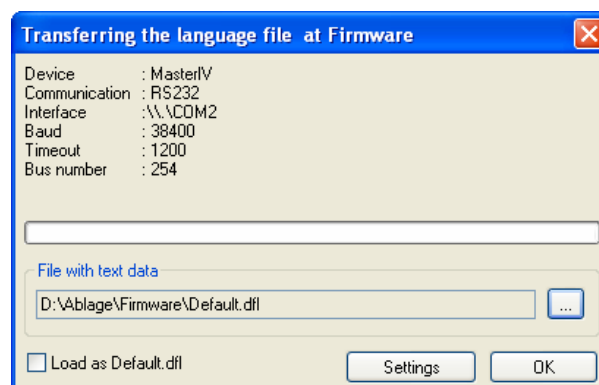 Transferring the language file at Firmware
Device : MasterIV
Communication : RS232
Interface :\\.\COM2
Baud : 38400
Timeout : 1200
Bus number : 254
File with text data
D:\Ablage\Firmware\Default.dfl
...
Load as Default.dfl
Settings
OK